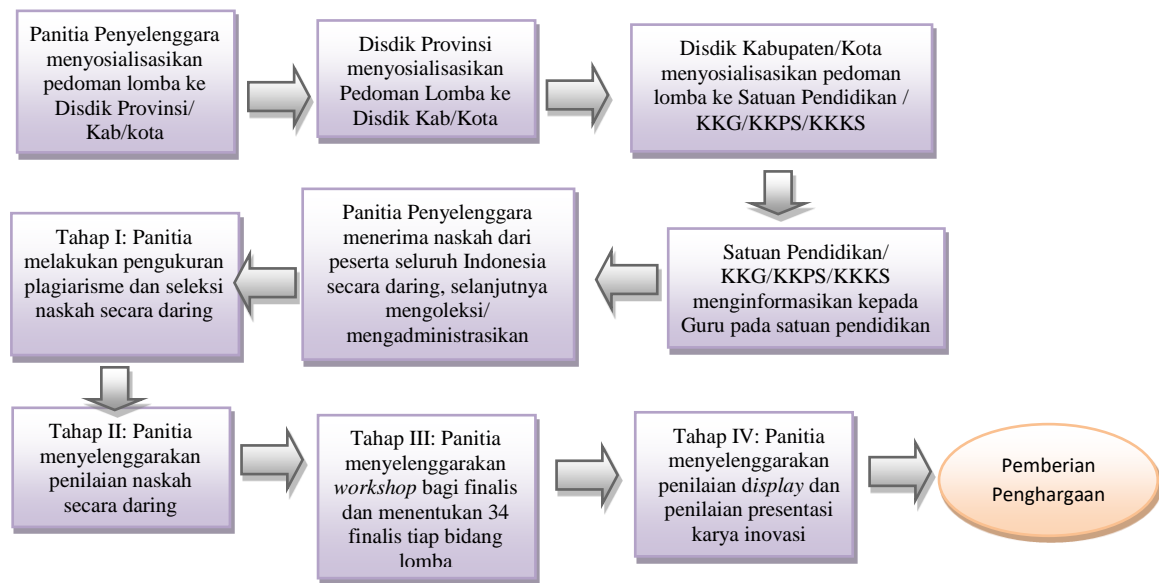 Panitia Penyelenggara
menyosialisasikan
pedoman lomba ke
Disdik Provinsi/
Kab/kota
Disdik Provinsi
menyosialisasikan
Pedoman Lomba ke
Disdik Kab/Kota
Disdik Kabupaten/Kota
menyosialisasikan pedoman
lomba ke Satuan Pendidikan /
KKG/KKPS/KKKS
Satuan Pendidikan/
KKG/KKPS/KKKS
menginformasikan kepada
Guru pada satuan pendidikan
Panitia Penyelenggara
menerima naskah dari
peserta seluruh Indonesia
secara daring, selanjutnya
mengoleksi/
mengadministrasikan
Tahap I: Panitia
melakukan pengukuran
plagiarisme dan seleksi
naskah secara daring
Tahap II: Panitia
menyelenggarakan
penilaian naskah
secara daring
Tahap III: Panitia
menyelenggarakan
workshop bagi finalis
dan menentukan 34
finalis tiap bidang
lomba
Tahap IV: Panitia
menyelenggarakan
penilaian display dan
penilaian presentasi
karya inovasi
Pemberian
Penghargaan